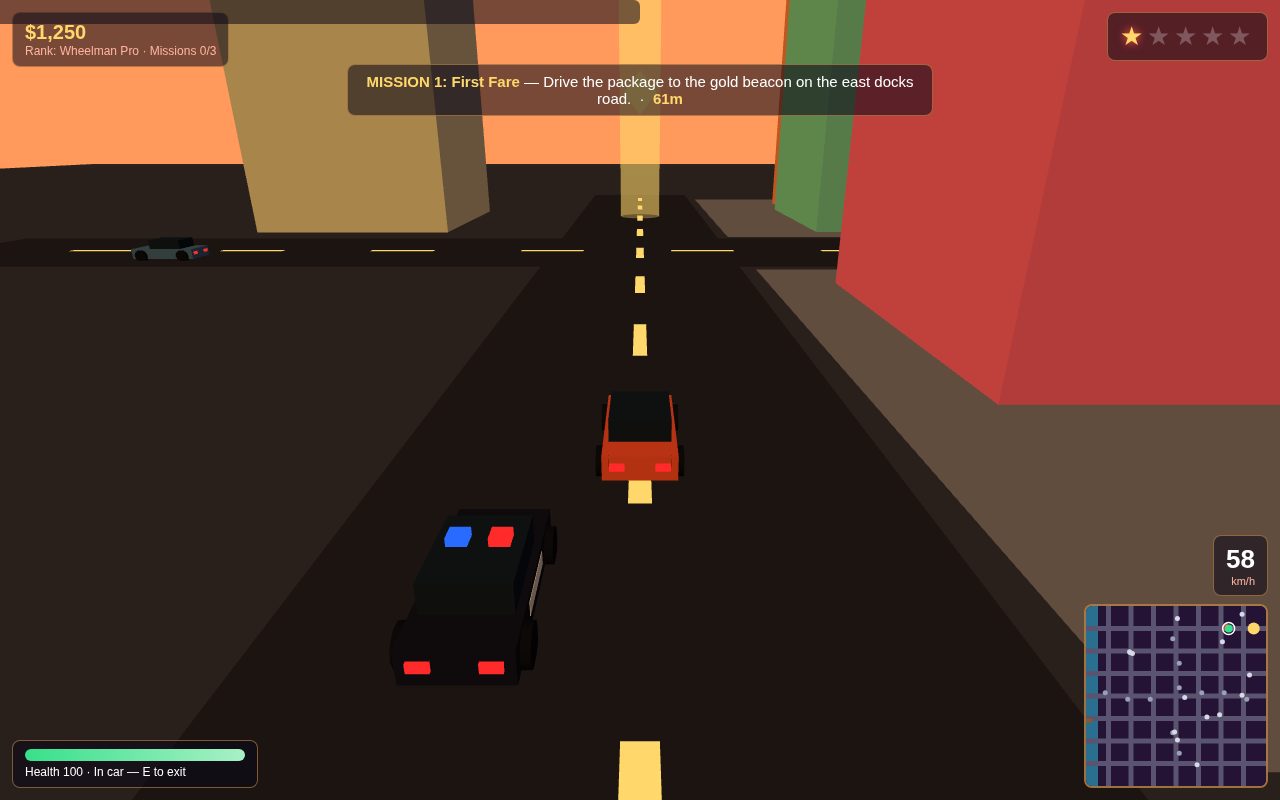 $1,250
Rank: Wheelman Pro · Missions 0/3
MISSION 1: First Fare — Drive the package to the gold beacon on the east docks
road. · 61m
58
km/h
Health 100 · In car — E to exit